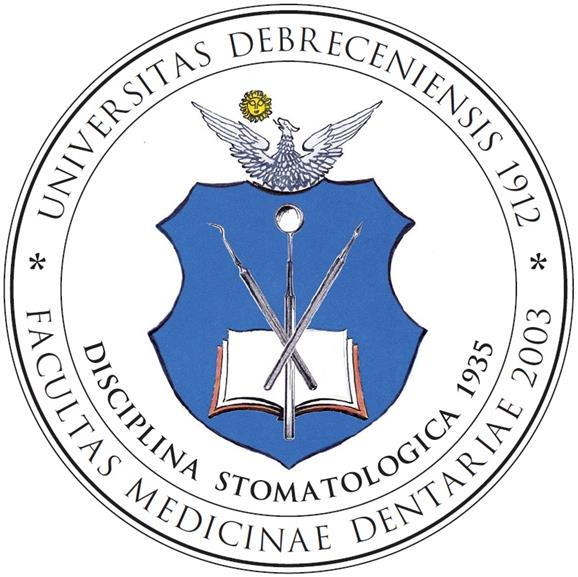 UNIVERSITAS DEBRECENIENSIS 1912
* FACULTAS MEDICINAE DENTARIAE 2003 *
DISCIPLINA STOMATOLOGICA 1935